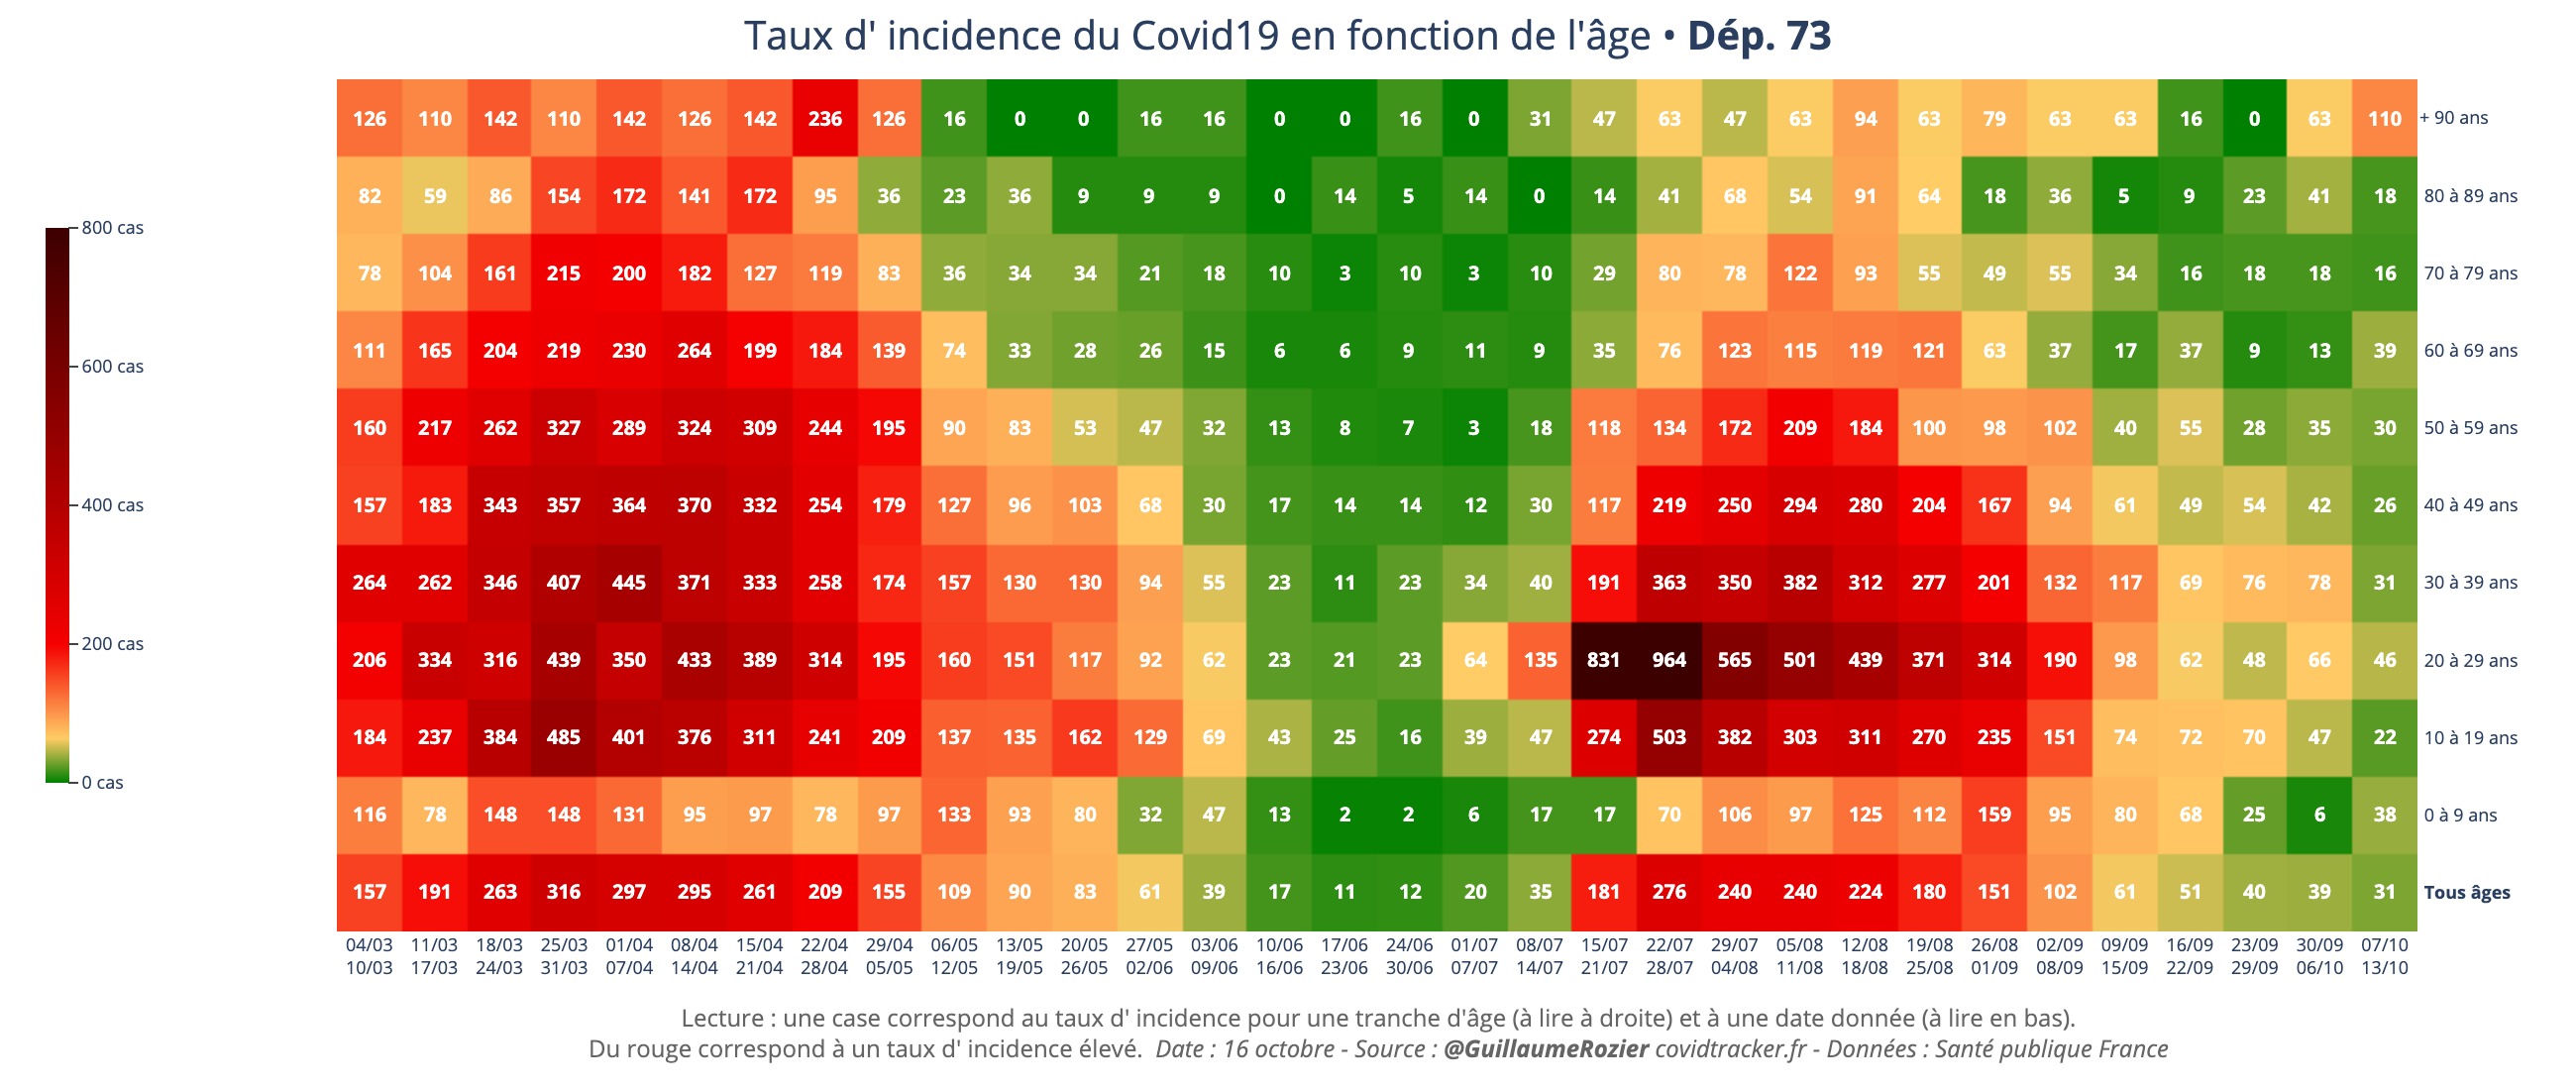 Taux d' incidence du Covid19 en fonction de l'âge • Dép. 73
126 110 142 110 142 126 142 236 126 16 0 0 16 16 0 0 16 0 31 47 63 47 63 94 63 79 63 63 16 0 63 110 + 90 ans
82 59 86 154 172 141 172 95 36 23 36 9 9 9 0 14 5 14 0 14 41 68 54 91 64 18 36 5 9 23 41 18 80 à 89 ans
800 cas
78 104 161 215 200 182 127 119 83 36 34 34 21 18 10 3 10 3 10 29 80 78 122 93 55 49 55 34 16 18 18 16 70 à 79 ans
111 165 204 219 230 264 199 184 139 74 33 28 26 15 6 6 9 11 9 35 76 123 115 119 121 63 37 17 37 9 13 39 60 à 69 ans
600 cas
160 217 262 327 289 324 309 244 195 90 83 53 47 32 13 8 7 3 18 118 134 172 209 184 100 98 102 40 55 28 35 30 50 à 59 ans
400 cas
157 183 343 357 364 370 332 254 179 127 96 103 68 30 17 14 14 12 30 117 219 250 294 280 204 167 94 61 49 54 42 26 40 à 49 ans
264 262 346 407 445 371 333 258 174 157 130 130 94 55 23 11 23 34 40 191 363 350 382 312 277 201 132 117 69 76 78 31 30 à 39 ans
200 cas
206 334 316 439 350 433 389 314 195 160 151 117 92 62 23 21 23 64 135 831 964 565 501 439 371 314 190 98 62 48 66 46 20 à 29 ans
184 237 384 485 401 376 311 241 209 137 135 162 129 69 43 25 16 39 47 274 503 382 303 311 270 235 151 74 72 70 47 22 10 à 19 ans
0 cas
116 78 148 148 131 95 97 78 97 133 93 80 32 47 13 2 2 6 17 17 70 106 97 125 112 159 95 80 68 25 6 38 0 à 9 ans
157 191 263 316 297 295 261 209 155 109 90 83 61 39 17 11 12 20 35 181 276 240 240 224 180 151 102 61 51 40 39 31 Tous âges
04/03 11/03 18/03 25/03 01/04 08/04 15/04 22/04 29/04 06/05 13/05 20/05 27/05 03/06 10/06 17/06 24/06 01/07 08/07 15/07 22/07 29/07 05/08 12/08 19/08 26/08 02/09 09/09 16/09 23/09 30/09 07/10
10/03 17/03 24/03 31/03 07/04 14/04 21/04 28/04 05/05 12/05 19/05 26/05 02/06 09/06 16/06 23/06 30/06 07/07 14/07 21/07 28/07 04/08 11/08 18/08 25/08 01/09 08/09 15/09 22/09 29/09 06/10 13/10
Lecture : une case correspond au taux d' incidence pour une tranche d'âge (à lire à droite) et à une date donnée (à lire en bas).
Du rouge correspond à un taux d' incidence élevé. Date : 16 octobre - Source : @GuillaumeRozier covidtracker.fr - Données : Santé publique France